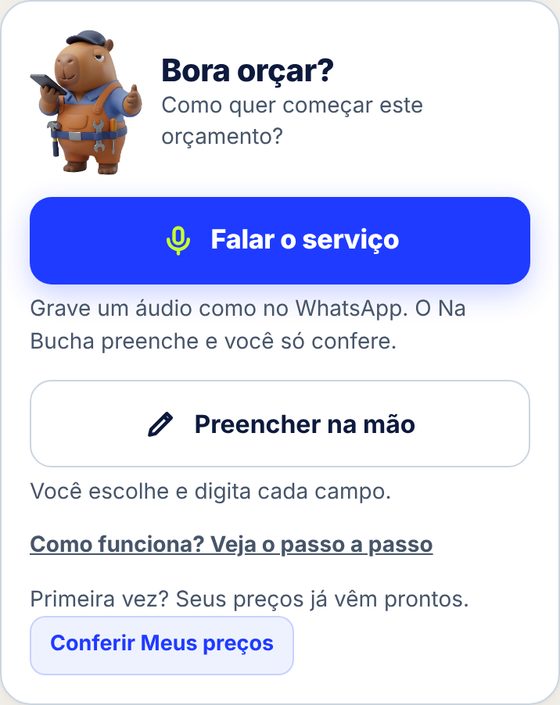 Bora orçar?
Como quer começar este
orçamento?
Falar o serviço
Grave um áudio como no WhatsApp. O Na
Bucha preenche e você só confere.
Preencher na mão
Você escolhe e digita cada campo.
Como funciona? Veja o passo a passo
Primeira vez? Seus preços já vêm prontos.
Conferir Meus preços